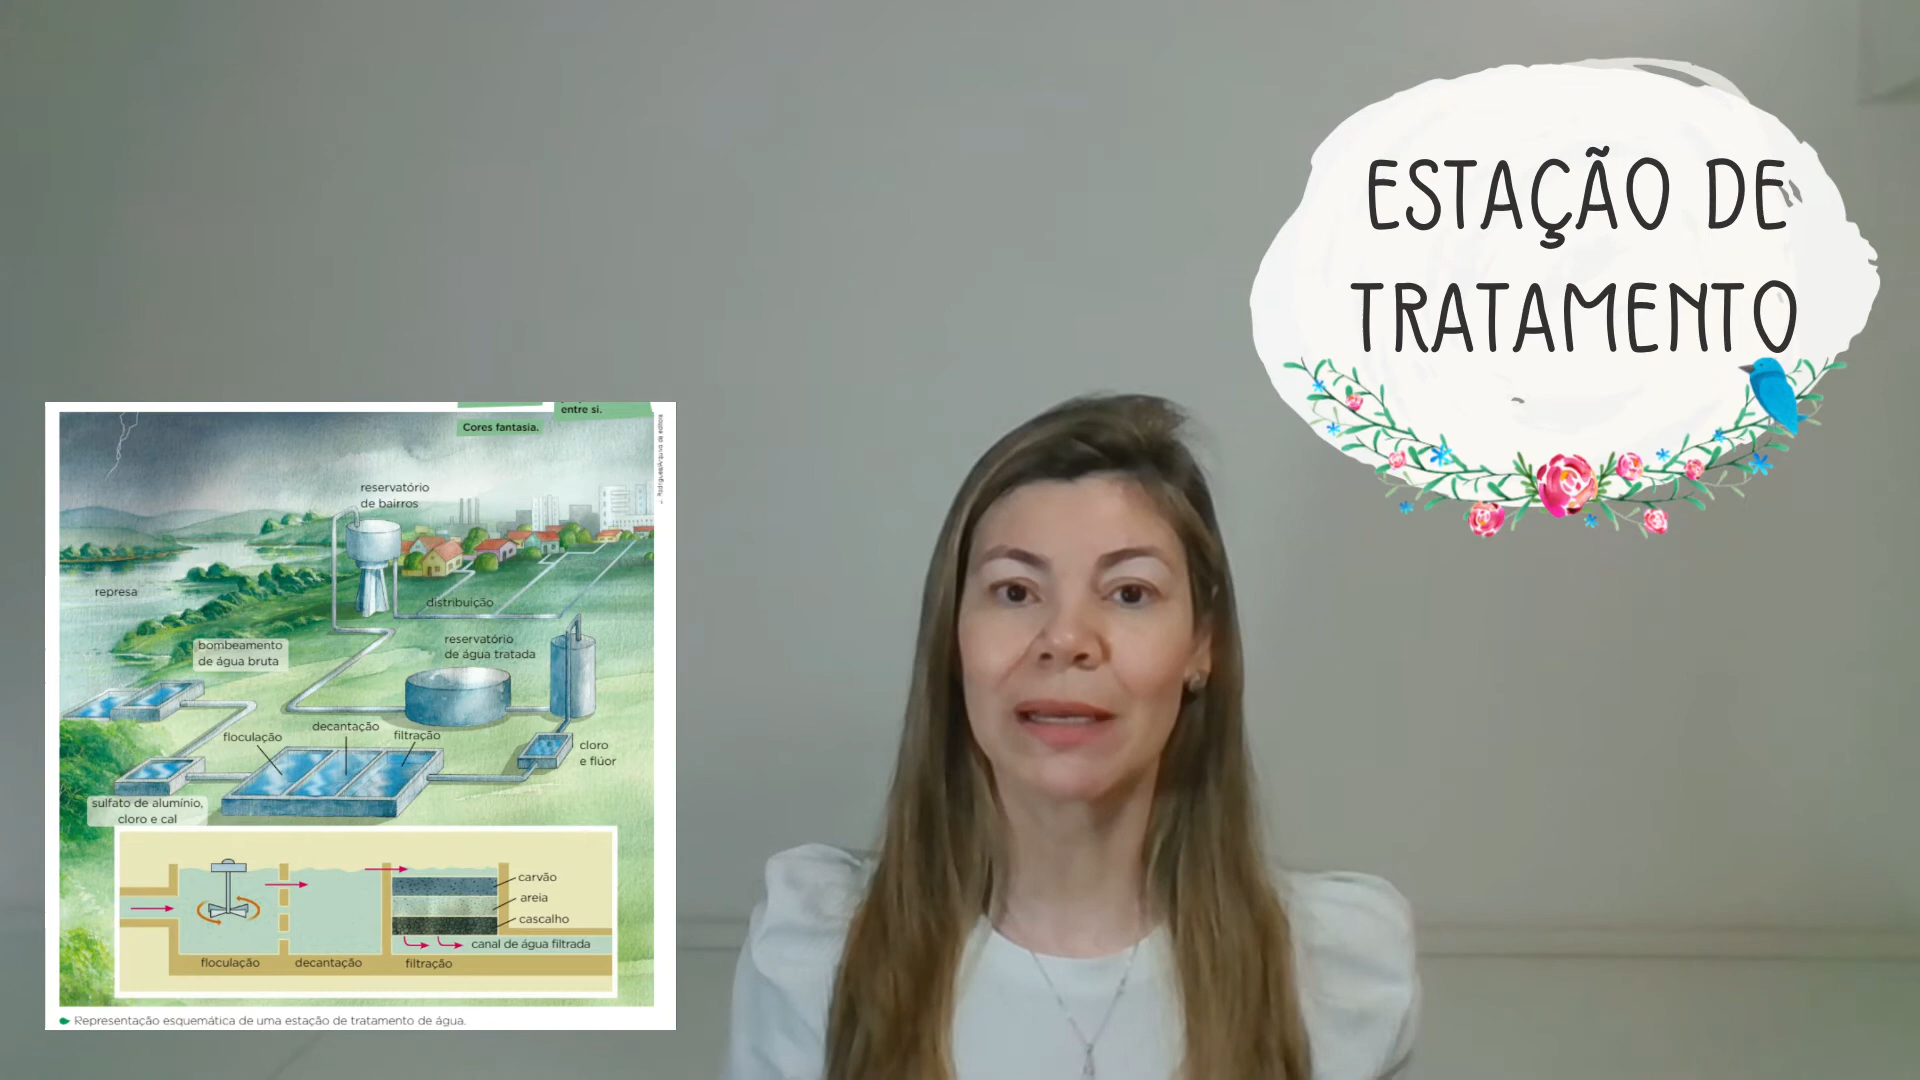 ESTAÇÃO DE
TRATAMENTO
entre si.
Cores fantasia.
reservatório
de bairros
represa
distribuição
bombeamento
de água bruta
reservatório
de água tratada
decantação
floculação
filtração
cloro
e flúor
sulfato de alumínio,
cloro e cal
carvão
areia
cascalho
canal de água filtrada
floculação
decantação
filtração
Representação esquemática de uma estação de tratamento de água.